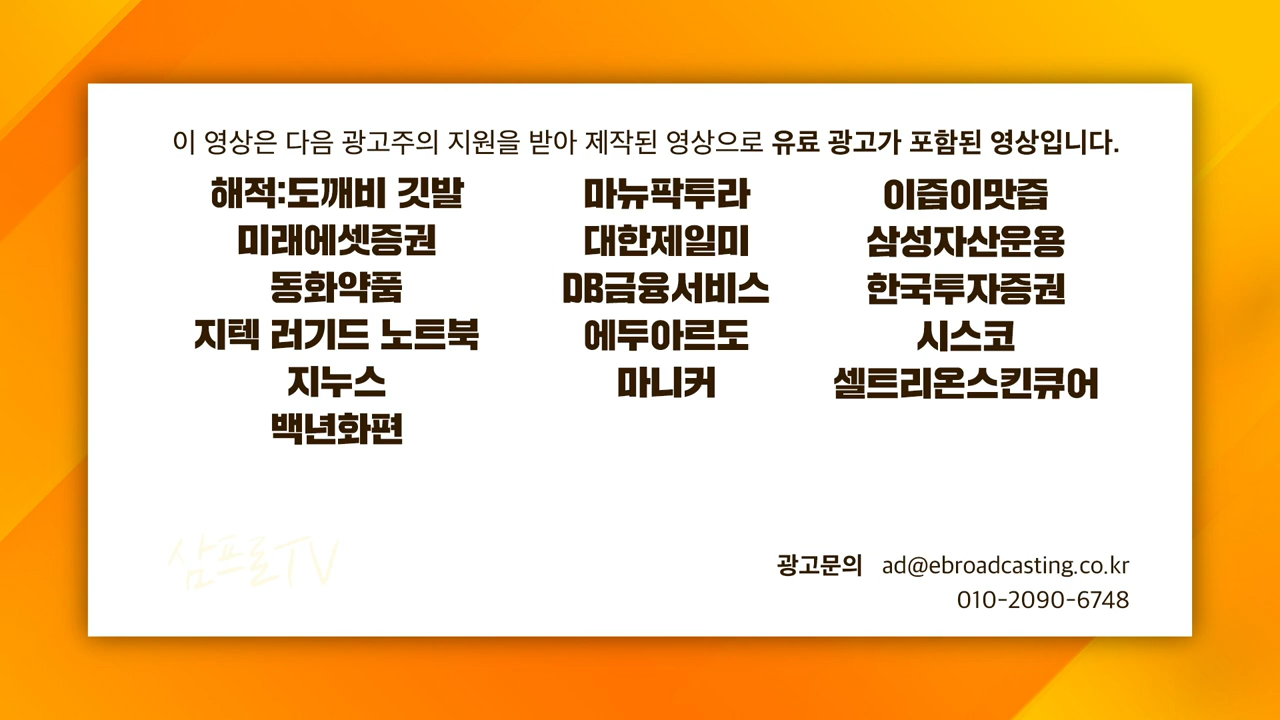 이 영상은 다음 광고주의 지원을 받아 제작된 영상으로 유료 광고가 포함된 영상입니다.
해적:도깨비 깃발
미래에셋증권
동화약품
지텍 러기드 노트북
지누스
백년화편
마뉴팍투라
대한제일미
DB금융서비스
에두아르도
마니커
이즙이맛즙
삼성자산운용
한국투자증권
시스코
셀트리온스킨큐어
삼프로TV
광고문의 ad@ebroadcasting.co.kr
010-2090-6748